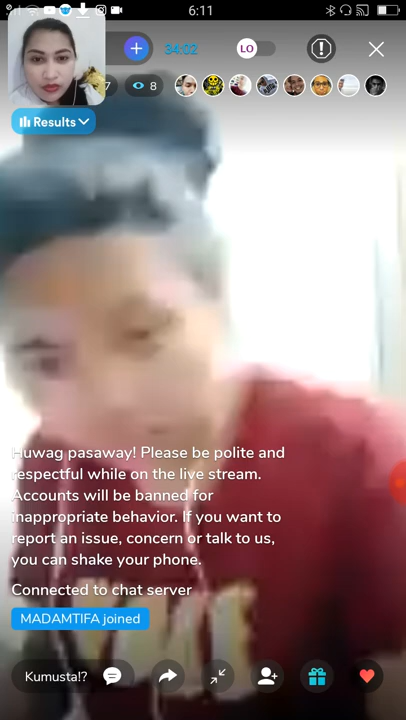 6:11
7
34:02
LO
8
Results
Huwag pasaway! Please be polite and
respectful while on the live stream.
Accounts will be banned for
inappropriate behavior. If you want to
report an issue, concern or talk to us,
you can shake your phone.
Connected to chat server
MADAMTIFA joined
Kumusta!?